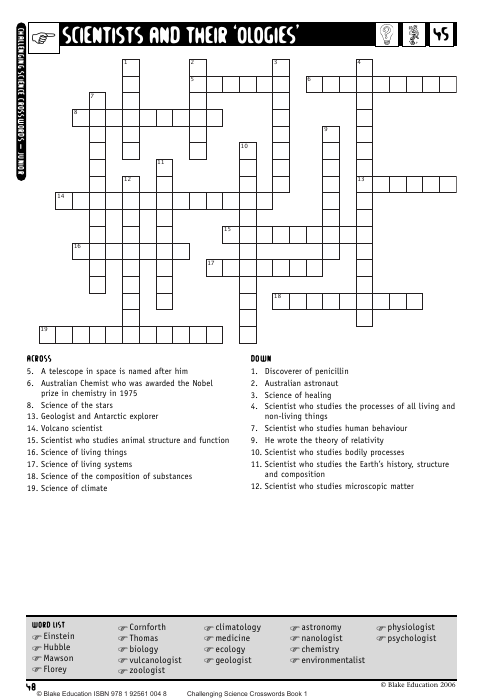 CHALLENGING SCIENCE CROSSWORDS – JUNIOR
SCIENTISTS AND THEIR 'OLOGIES'
45
1
2
3
4
5
6
7
8
9
10
11
12
13
14
15
16
17
18
19
ACROSS
5. A telescope in space is named after him
6. Australian Chemist who was awarded the Nobel
prize in chemistry in 1975
8. Science of the stars
13. Geologist and Antarctic explorer
14. Volcano scientist
15. Scientist who studies animal structure and function
16. Science of living things
17. Science of living systems
18. Science of the composition of substances
19. Science of climate
DOWN
1. Discoverer of penicillin
2. Australian astronaut
3. Science of healing
4. Scientist who studies the processes of all living and
non-living things
7. Scientist who studies human behaviour
9. He wrote the theory of relativity
10. Scientist who studies bodily processes
11. Scientist who studies the Earth's history, structure
and composition
12. Scientist who studies microscopic matter
WORD LIST
Einstein
Hubble
Mawson
Florey
Cornforth
Thomas
biology
vulcanologist
zoologist
climatology
medicine
ecology
geologist
astronomy
nanologist
chemistry
environmentalist
physiologist
psychologist
48
© Blake Education 2006
© Blake Education ISBN 978 1 92561 004 8 Challenging Science Crosswords Book 1